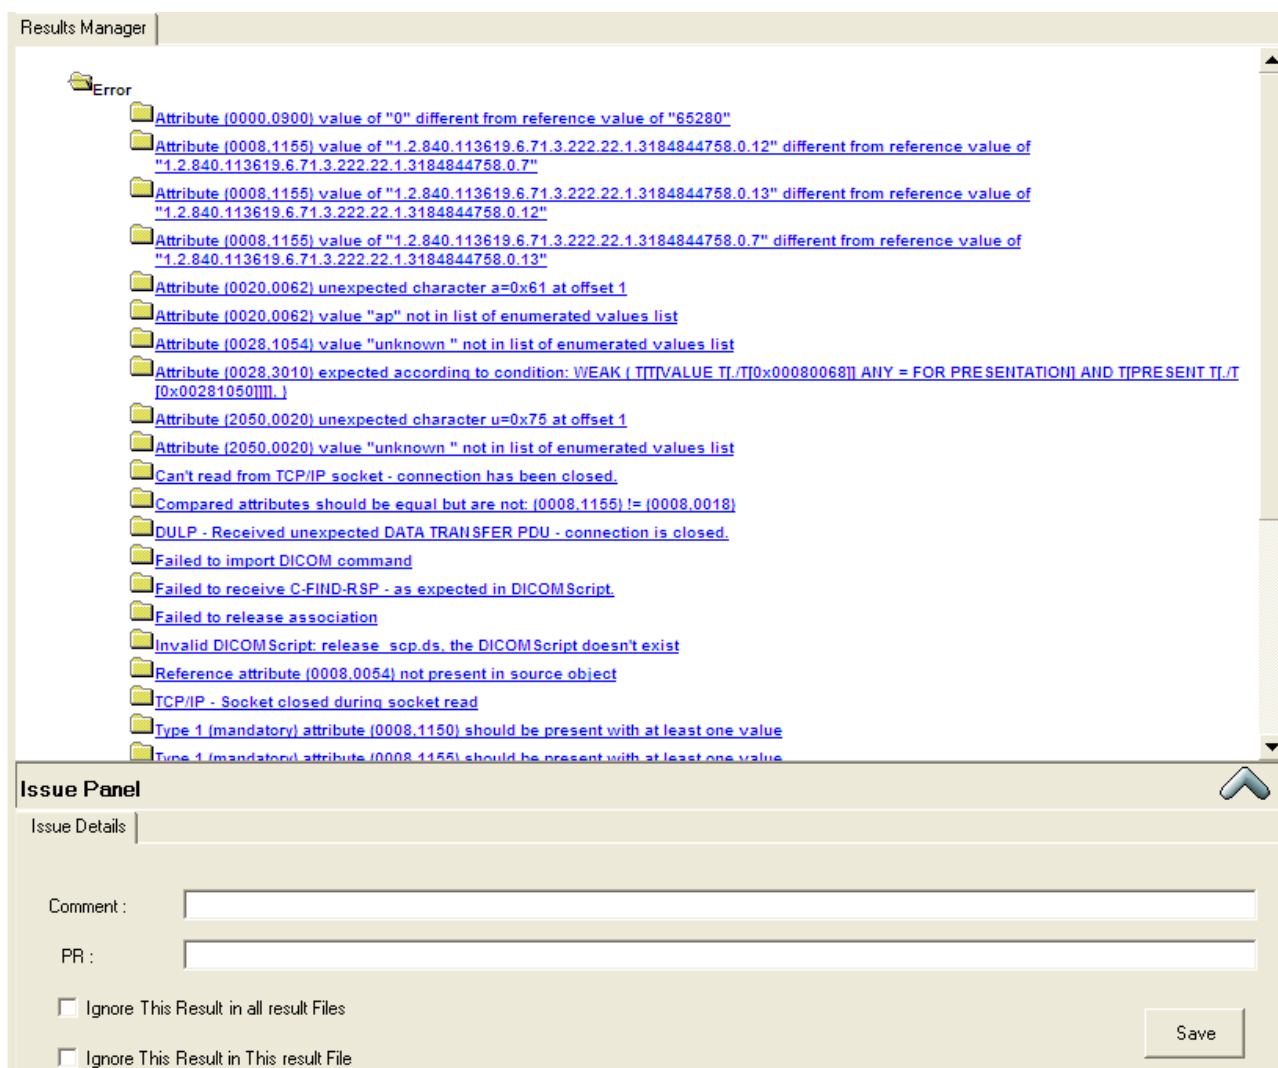 Results Manager
Error
Attribute (0000,0900) value of "0" different from reference value of "65280"
Attribute (0008,1155) value of "1.2.840.113619.6.71.3.222.22.1.3184844758.0.12" different from reference value of
"1.2.840.113619.6.71.3.222.22.1.3184844758.0.7"
Attribute (0008,1155) value of "1.2.840.113619.6.71.3.222.22.1.3184844758.0.13" different from reference value of
"1.2.840.113619.6.71.3.222.22.1.3184844758.0.12"
Attribute (0008,1155) value of "1.2.840.113619.6.71.3.222.22.1.3184844758.0.7" different from reference value of
"1.2.840.113619.6.71.3.222.22.1.3184844758.0.13"
Attribute (0020,0062) unexpected character a=0x61 at offset 1
Attribute (0020,0062) value "ap" not in list of enumerated values list
Attribute (0028,1054) value "unknown " not in list of enumerated values list
Attribute (0028,3010) expected according to condition: WEAK ( T[T[VALUE T[./T[0x00080068]] ANY = FOR PRESENTATION] AND T[PRESENT T[./T
[0x00281050]]]], )
Attribute (2050,0020) unexpected character u=0x75 at offset 1
Attribute (2050,0020) value "unknown " not in list of enumerated values list
Can't read from TCP/IP socket - connection has been closed.
Compared attributes should be equal but are not: (0008,1155) != (0008,0018)
DULP - Received unexpected DATA TRANSFER PDU - connection is closed.
Failed to import DICOM command
Failed to receive C-FIND-RSP - as expected in DICOMScript.
Failed to release association
Invalid DICOMScript: release_scp.ds, the DICOMScript doesn't exist
Reference attribute (0008,0054) not present in source object
TCP/IP - Socket closed during socket read
Type 1 (mandatory) attribute (0008,1150) should be present with at least one value
Type 1 (mandatory) attribute (0008,1155) should be present with at least one value
Issue Panel
Issue Details
Comment :
PR :
Ignore This Result in all result Files
Save
Ignore This Result in This result File